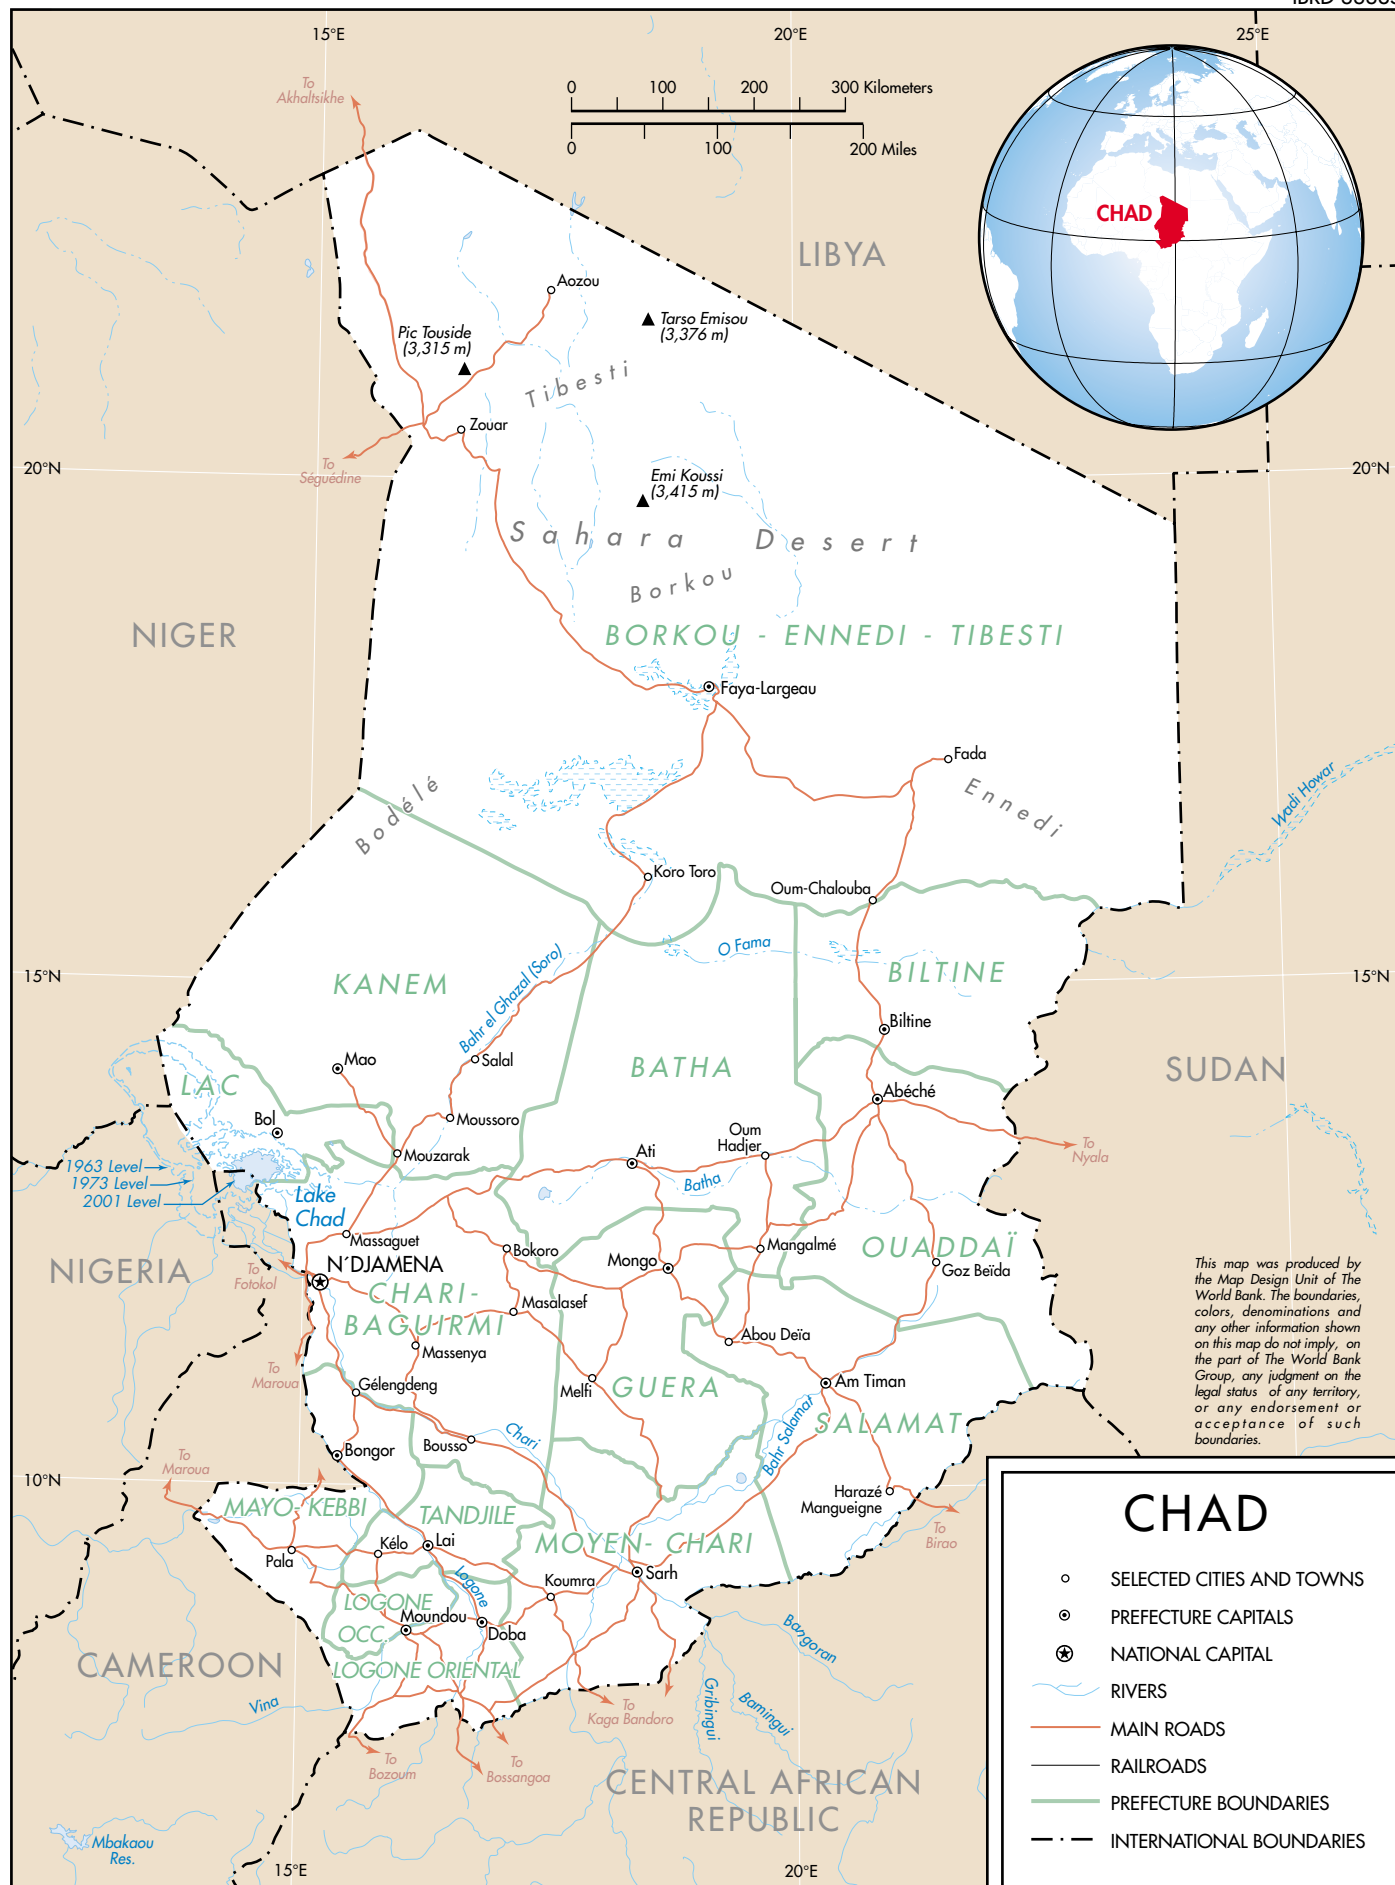 15°E
20°E
25°E
To
Akhaltsikhe
0 100 200 300 Kilometers
0 100 200 Miles
CHAD
LIBYA
Aozou
Tarso Emisou
(3,376 m)
Pic Touside
(3,315 m)
Tibesti
Zouar
20°N
20°N
To
Séguédine
Emi Koussi
(3,415 m)
Sahara Desert
Borkou
NIGER
BORKOU - ENNEDI - TIBESTI
Faya-Largeau
Fada
Ennedi
Wadi Howar
Bodélé
Koro Toro
Oum-Chalouba
O Fama
KANEM
BILTINE
15°N
15°N
Bahr el Ghazal (Soro)
Biltine
Mao
Salal
BATHA
SUDAN
LAC
Abéché
Bol
Moussoro
Oum
Hadjer
Ati
To
Nyala
Mouzarak
1963 Level
1973 Level
2001 Level
Batha
Lake
Chad
Massaguet
Bokoro
Mangalmé
OUADDAÏ
NIGERIA
To
Fotokol
N´DJAMENA
Mongo
Goz Beïda
CHARI-
BAGUIRMI
Masalasef
Abou Deïa
Massenya
To
Maroua
Gélengdeng
Melfi
GUERA
Am Timan
SALAMAT
Bahr Salamat
Chari
Bousso
Bongor
To
Maroua
10°N
Harazé
Mangueigne
MAYO- KEBBI
TANDJILE
MOYEN- CHARI
To
Birao
Pala
Kélo
Lai
Sarh
Logone
Koumra
LOGONE
OCC.
Moundou
Doba
Bangoran
CAMEROON
LOGONE ORIENTAL
Vina
To
Kaga Bandoro
Gribingui
Bamingui
To
Bozoum
To
Bossangoa
CENTRAL AFRICAN
REPUBLIC
Mbakaou
Res.
15°E
20°E
This map was produced by
the Map Design Unit of The
World Bank. The boundaries,
colors, denominations and
any other information shown
on this map do not imply, on
the part of The World Bank
Group, any judgment on the
legal status of any territory,
or any endorsement or
acceptance of such
boundaries.
CHAD
SELECTED CITIES AND TOWNS
PREFECTURE CAPITALS
NATIONAL CAPITAL
RIVERS
MAIN ROADS
RAILROADS
PREFECTURE BOUNDARIES
INTERNATIONAL BOUNDARIES